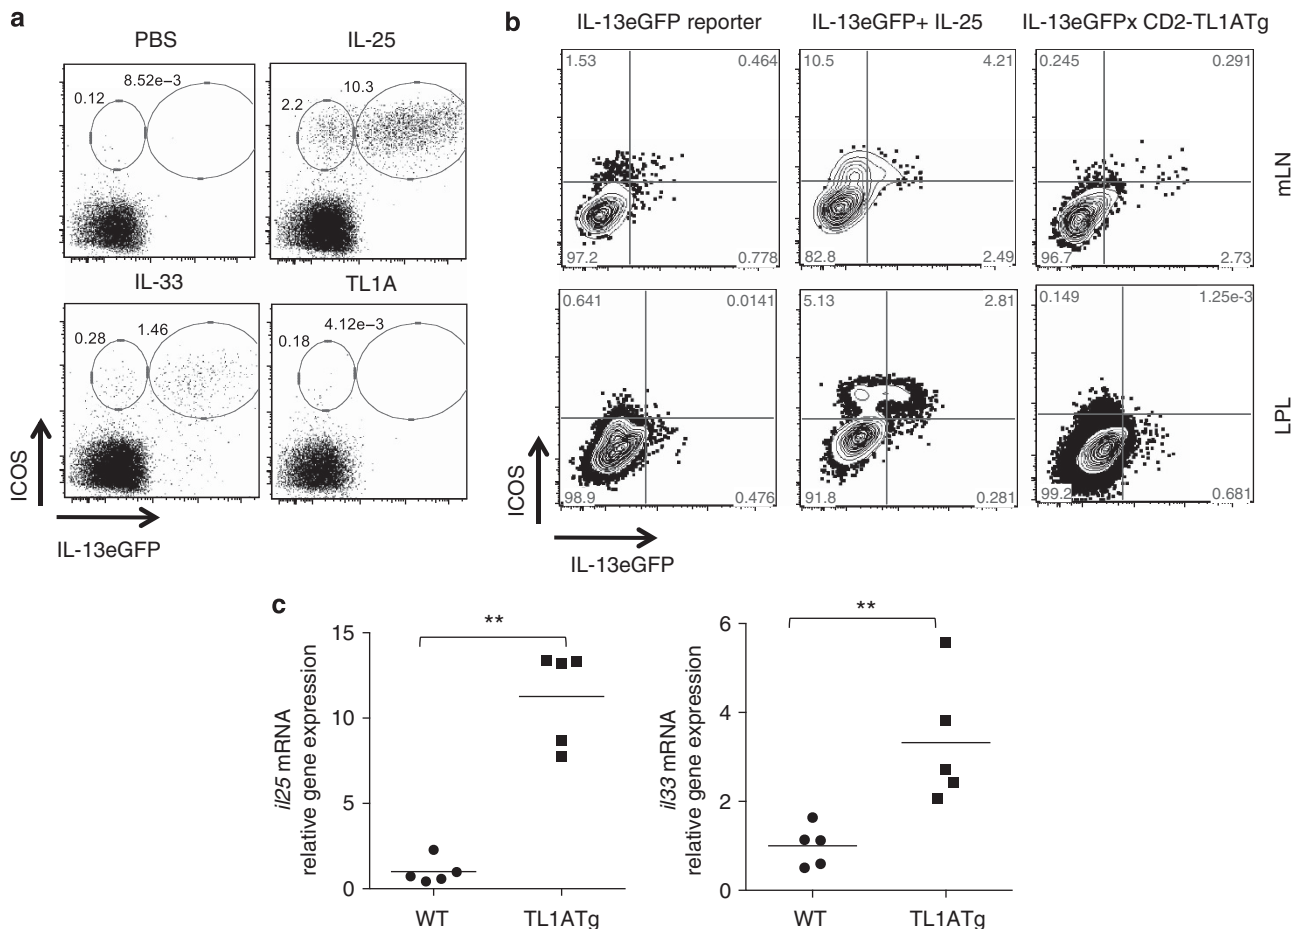 a
PBS
IL-25
8.52e−3
0.12
10.3
2.2
IL-33
TL1A
0.28
1.46
4.12e−3
0.18
ICOS
IL-13eGFP
b
IL-13eGFP reporter
IL-13eGFP+ IL-25
IL-13eGFPx CD2-TL1ATg
1.53
0.464
97.2
0.778
10.5
4.21
82.8
2.49
0.245
0.291
96.7
2.73
mLN
0.641
0.0141
98.9
0.476
5.13
2.81
91.8
0.281
0.149
1.25e-3
99.2
0.681
LPL
ICOS
IL-13eGFP
c
il25 mRNA
relative gene expression
15
10
5
0
**
WT
TL1ATg
il33 mRNA
relative gene expression
6
4
2
0
**
WT
TL1ATg